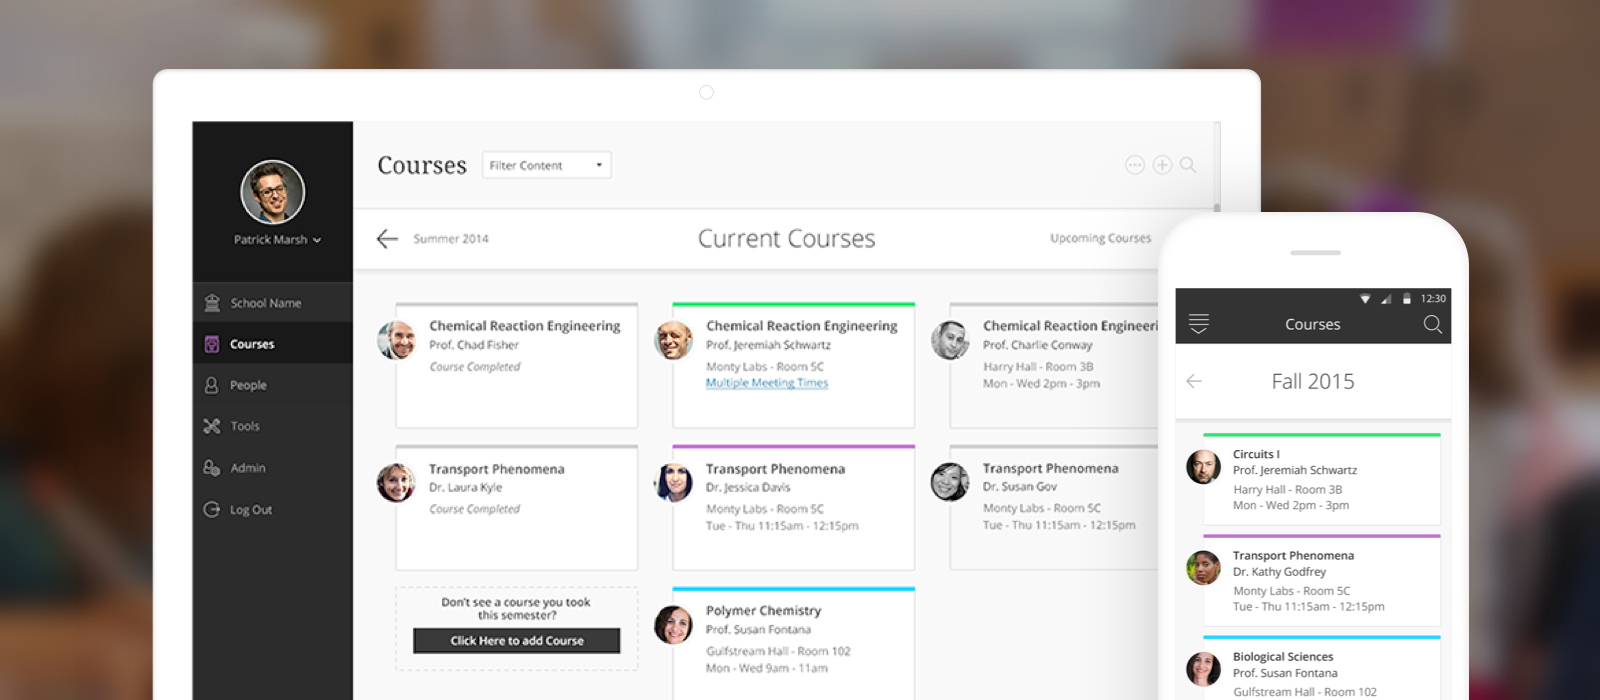 Courses
Filter Content
Patrick Marsh
School Name
Courses
People
Tools
Admin
Log Out
Summer 2014
Current Courses
Upcoming Courses
Chemical Reaction Engineering
Prof. Chad Fisher
Course Completed
Chemical Reaction Engineering
Prof. Jeremiah Schwartz
Monty Labs - Room 5C
Multiple Meeting Times
Chemical Reaction Engineeri
Prof. Charlie Conway
Harry Hall - Room 3B
Mon - Wed 2pm - 3pm
Transport Phenomena
Dr. Laura Kyle
Course Completed
Transport Phenomena
Dr. Jessica Davis
Monty Labs - Room 5C
Tue - Thu 11:15am - 12:15pm
Transport Phenomena
Dr. Susan Gov
Monty Labs - Room 5C
Tue - Thu 11:15am - 12:15pm
Don't see a course you took
this semester?
Click Here to add Course
Polymer Chemistry
Prof. Susan Fontana
Gulfstream Hall - Room 102
Mon - Wed 9am - 11am
12:30
Courses
Fall 2015
Circuits I
Prof. Jeremiah Schwartz
Harry Hall - Room 3B
Mon - Wed 2pm - 3pm
Transport Phenomena
Dr. Kathy Godfrey
Monty Labs - Room 5C
Tue - Thu 11:15am - 12:15pm
Biological Sciences
Prof. Susan Fontana
Gulfstream Hall - Room 102